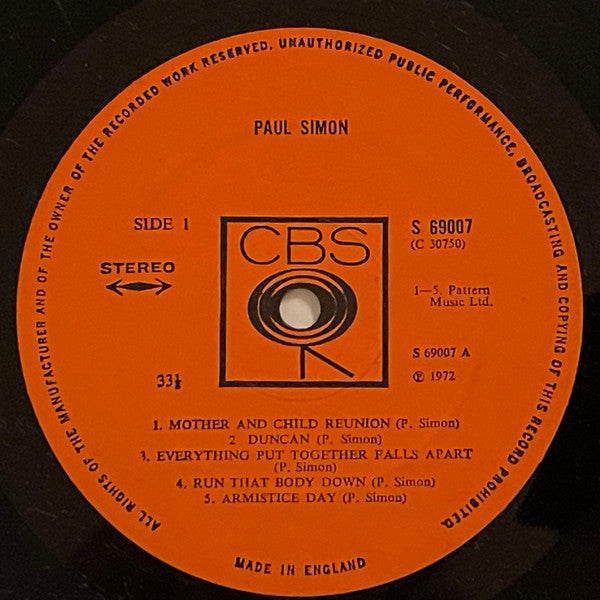 ALL RIGHTS OF THE MANUFACTURER AND OF THE OWNER OF THE RECORDED WORK RESERVED. UNAUTHORIZED PUBLIC PERFORMANCE, BROADCASTING AND COPYING OF THIS RECORD PROHIBITED.
PAUL SIMON
SIDE 1
STEREO
33⅓
CBS
S 69007
(C 30750)
1—5. Pattern
Music Ltd.
S 69007 A
℗ 1972
1. MOTHER AND CHILD REUNION (P. Simon)
2 DUNCAN (P. Simon)
3. EVERYTHING PUT TOGETHER FALLS APART
(P. Simon)
4. RUN THAT BODY DOWN (P. Simon)
5. ARMISTICE DAY (P. Simon)
MADE IN ENGLAND